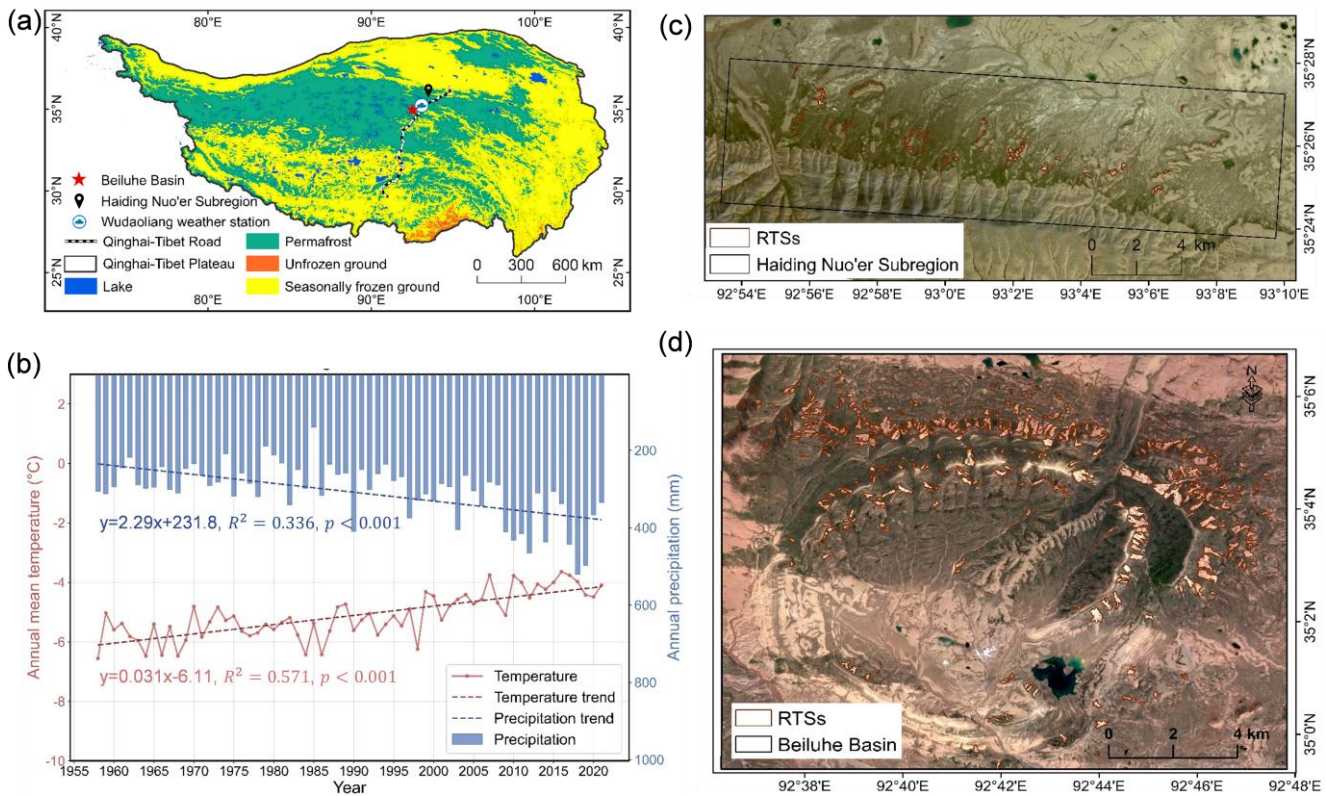 (a)
80°E
90°E
100°E
40°N
35°N
30°N
25°N
40°N
35°N
30°N
25°N
Beiluhe Basin
Haiding Nuo'er Subregion
Wudaoliang weather station
Qinghai-Tibet Road
Qinghai-Tibet Plateau
Lake
Permafrost
Unfrozen ground
Seasonally frozen ground
0 300 600 km
80°E
90°E
100°E
(b)
Annual mean temperature (°C)
2
0
-2
-4
-6
-8
-10
y=2.29x+231.8, R² = 0.336, p < 0.001
y=0.031x-6.11, R² = 0.571, p < 0.001
Temperature
Temperature trend
Precipitation trend
Precipitation
200
400
600
800
1000
Annual precipitation (mm)
1955 1960 1965 1970 1975 1980 1985 1990 1995 2000 2005 2010 2015 2020
Year
(c)
35°28'N
35°26'N
35°24'N
RTSs
Haiding Nuo'er Subregion
0 2 4 km
92°54'E 92°56'E 92°58'E 93°0'E 93°2'E 93°4'E 93°6'E 93°8'E 93°10'E
(d)
N
35°6'N
35°4'N
35°2'N
35°0'N
RTSs
Beiluhe Basin
0 2 4 km
92°38'E 92°40'E 92°42'E 92°44'E 92°46'E 92°48'E